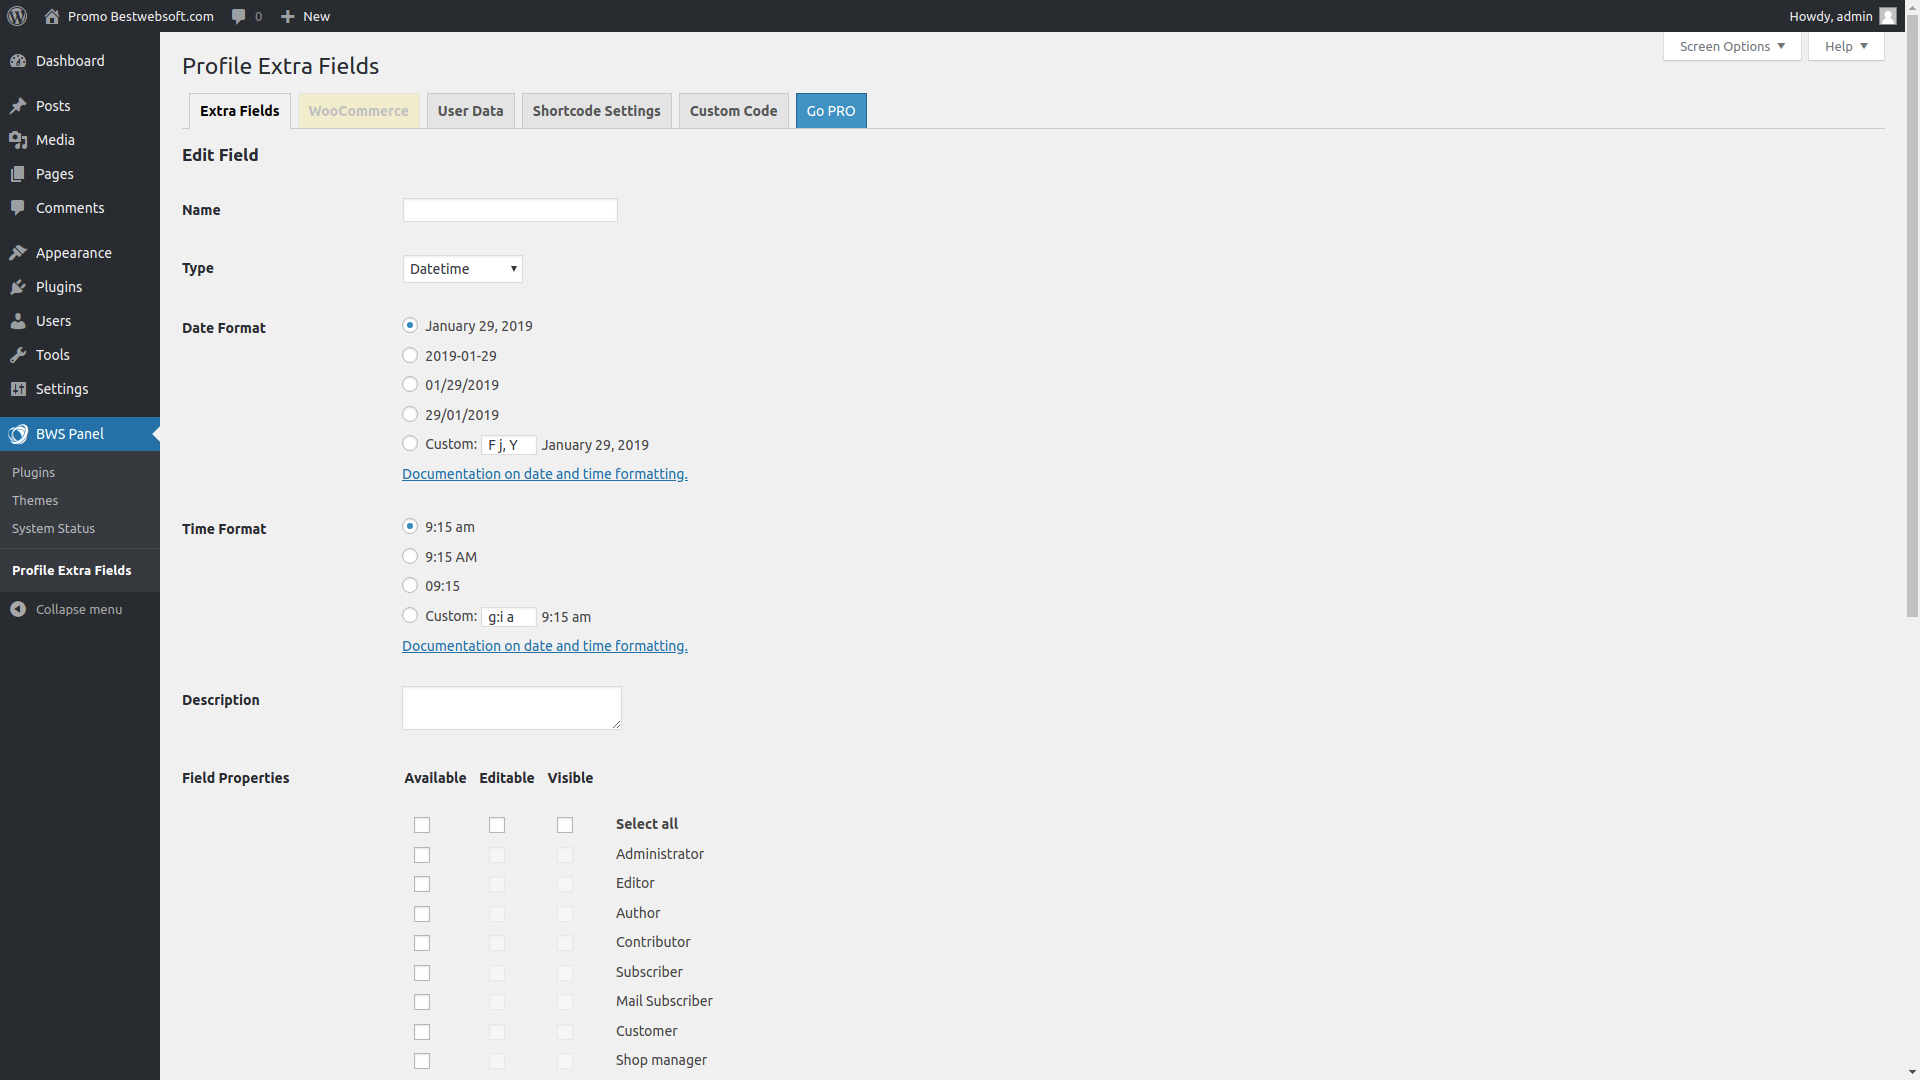 Promo Bestwebsoft.com 0 New Howdy, admin
Screen Options Help
Dashboard
Posts
Media
Pages
Comments
Appearance
Plugins
Users
Tools
Settings
BWS Panel
Plugins
Themes
System Status
Profile Extra Fields
Collapse menu
Profile Extra Fields
Extra Fields WooCommerce User Data Shortcode Settings Custom Code Go PRO
Edit Field
Name
Type Datetime
Date Format January 29, 2019
2019-01-29
01/29/2019
29/01/2019
Custom: F j, Y January 29, 2019
Documentation on date and time formatting.
Time Format 9:15 am
9:15 AM
09:15
Custom: g:i a 9:15 am
Documentation on date and time formatting.
Description
Field Properties Available Editable Visible
Select all
Administrator
Editor
Author
Contributor
Subscriber
Mail Subscriber
Customer
Shop manager